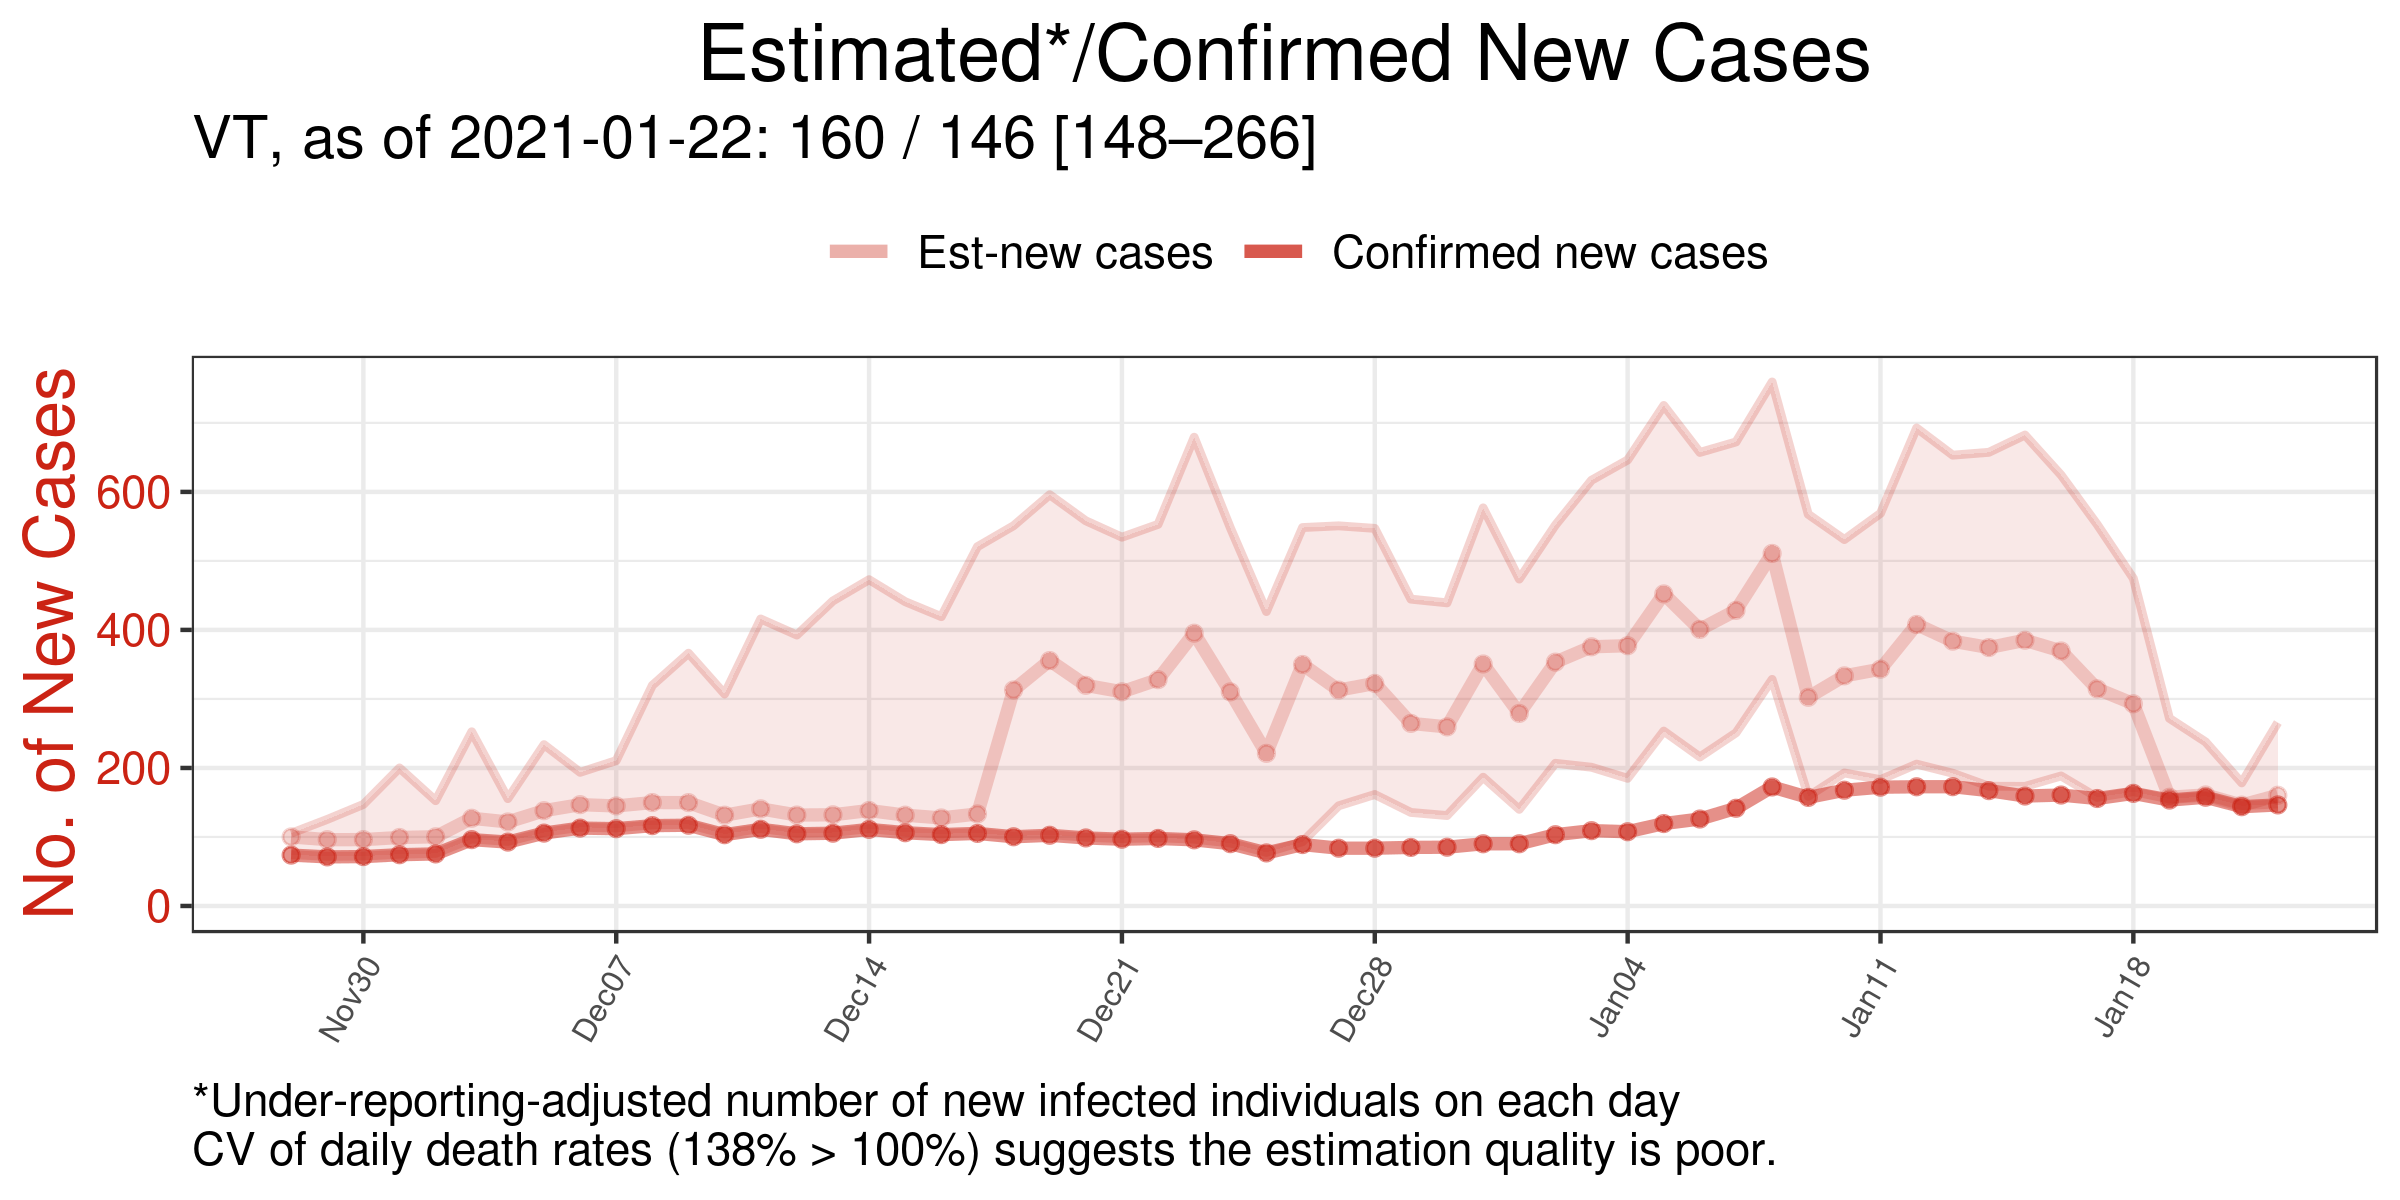 Estimated*/Confirmed New Cases
VT, as of 2021-01-22: 160 / 146 [148–266]
Est-new cases
Confirmed new cases
No. of New Cases
600
400
200
0
Nov30
Dec07
Dec14
Dec21
Dec28
Jan04
Jan11
Jan18
*Under-reporting-adjusted number of new infected individuals on each day
CV of daily death rates (138% > 100%) suggests the estimation quality is poor.